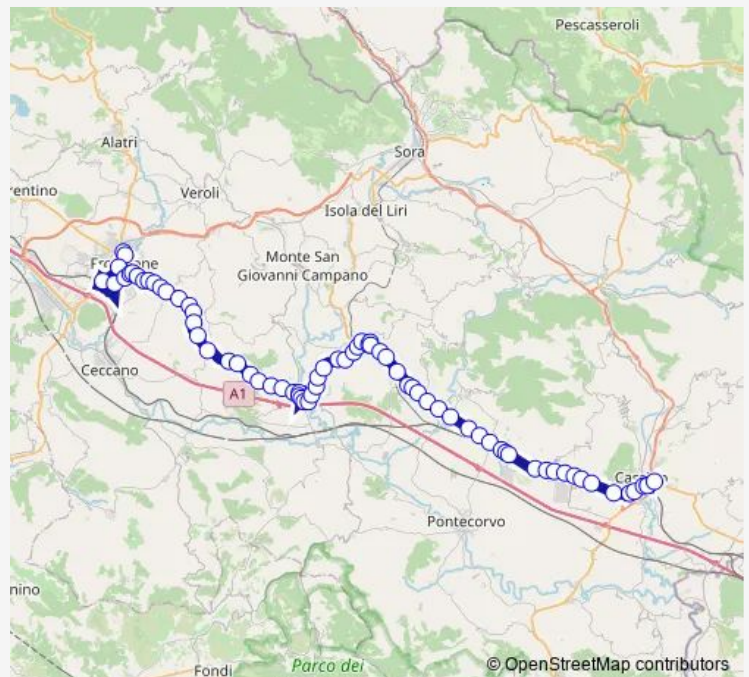 Pescasseroli
Alatri
Sora
rentino
Veroli
Isola del Liri
Monte San
Giovanni Campano
Ceccano
A1
Pontecorvo
nino
Fondi
Parco dei
© OpenStreetMap contributors